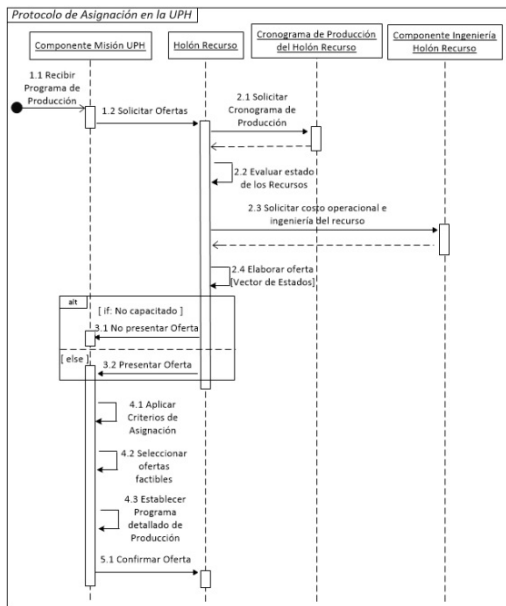 Protocolo de Asignación en la UPH
Componente Misión UPH
Holón Recurso
Cronograma de Producción
del Holón Recurso
Componente Ingeniería
Holón Recurso
1.1 Recibir
Programa de
Producción
1.2 Solicitar Ofertas
2.1 Solicitar
Cronograma de
Producción
2.2 Evaluar estado
de los Recursos
2.3 Solicitar costo operacional e
ingeniería del recurso
2.4 Elaborar oferta
[Vector de Estados]
alt
[ if: No capacitado ]
3.1 No presentar Oferta
[ else ]
3.2 Presentar Oferta
4.1 Aplicar
Criterios de
Asignación
4.2 Seleccionar
ofertas
factibles
4.3 Establecer
Programa
detallado de
Producción
5.1 Confirmar Oferta